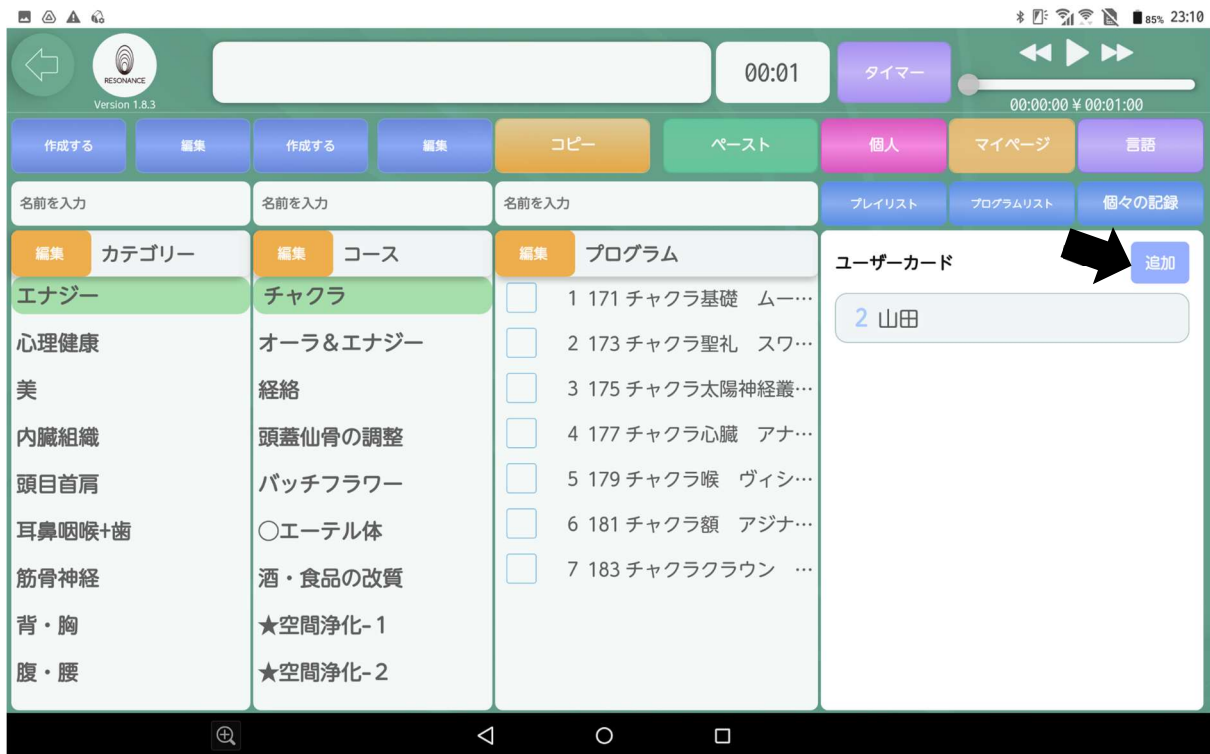 85% 23:10
RESONANCE
Version 1.8.3
00:01
タイマー
00:00:00 ¥ 00:01:00
作成する 編集 作成する 編集 コピー ペースト 個人 マイページ 言語
名前を入力 名前を入力 名前を入力 プレイリスト プログラムリスト 個々の記録
編集 カテゴリー 編集 コース 編集 プログラム ユーザーカード 追加
エナジー
心理健康
美
内臓組織
頭目首肩
耳鼻咽喉+歯
筋骨神経
背・胸
腹・腰
チャクラ
オーラ&エナジー
経絡
頭蓋仙骨の調整
バッチフラワー
○エーテル体
酒・食品の改質
★空間浄化-1
★空間浄化-2
1 171 チャクラ基礎 ムー…
2 173 チャクラ聖礼 スワ…
3 175 チャクラ太陽神経叢…
4 177 チャクラ心臓 アナ…
5 179 チャクラ喉 ヴィシ…
6 181 チャクラ額 アジナ…
7 183 チャクラクラウン …
2 山田